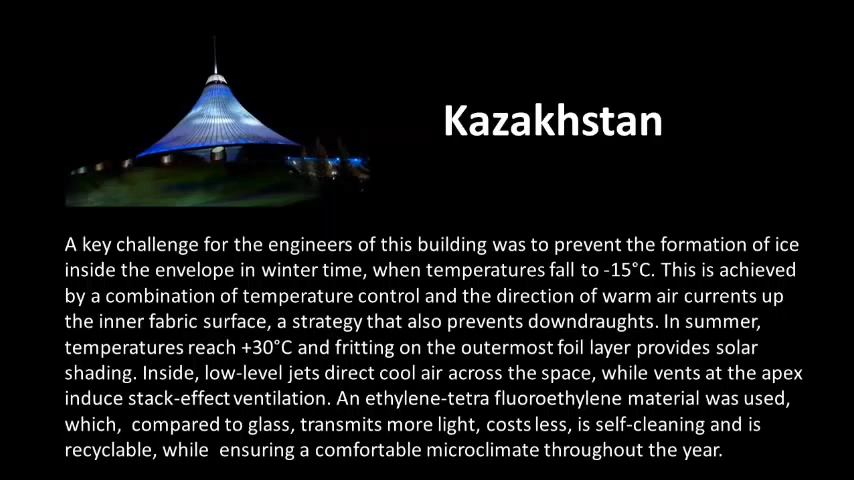 Kazakhstan
A key challenge for the engineers of this building was to prevent the formation of ice
inside the envelope in winter time, when temperatures fall to -15°C. This is achieved
by a combination of temperature control and the direction of warm air currents up
the inner fabric surface, a strategy that also prevents downdraughts. In summer,
temperatures reach +30°C and fritting on the outermost foil layer provides solar
shading. Inside, low-level jets direct cool air across the space, while vents at the apex
induce stack-effect ventilation. An ethylene-tetra fluoroethylene material was used,
which, compared to glass, transmits more light, costs less, is self-cleaning and is
recyclable, while ensuring a comfortable microclimate throughout the year.